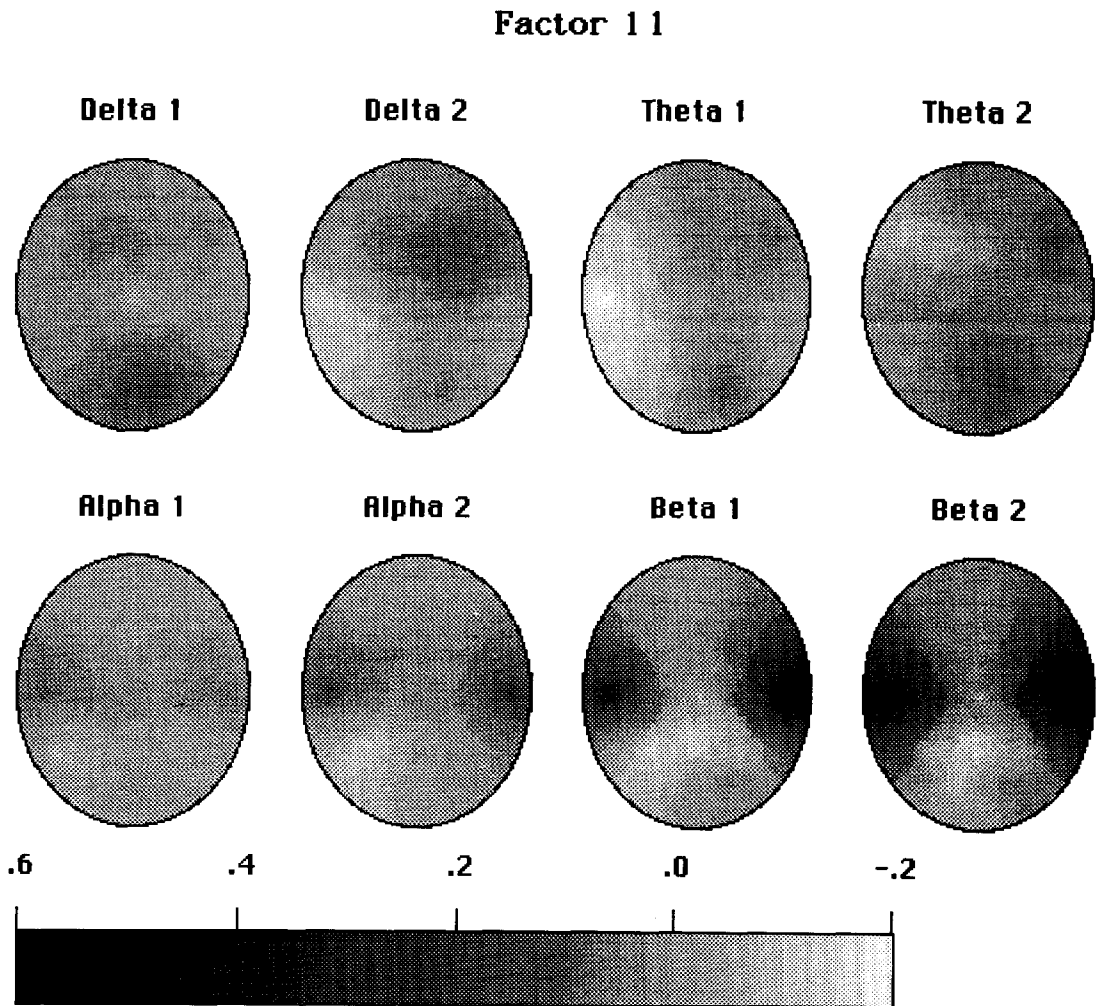 Factor 11
Delta 1 Delta 2 Theta 1 Theta 2
Alpha 1 Alpha 2 Beta 1 Beta 2
.6 .4 .2 .0 -.2